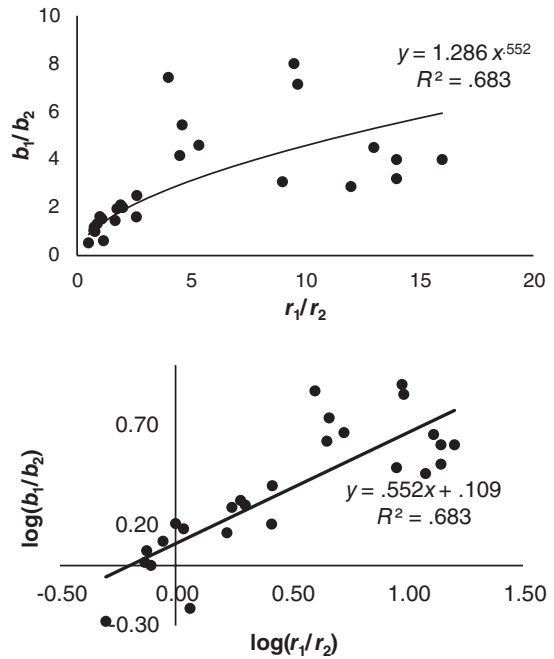 10
8
6
4
2
0
b₁/b₂
y = 1.286 x^.552
R² = .683
0 5 10 15 20
r₁/r₂
0.70
0.20
-0.30
log(b₁/b₂)
y = .552x + .109
R² = .683
-0.50 0.00 0.50 1.00 1.50
log(r₁/r₂)